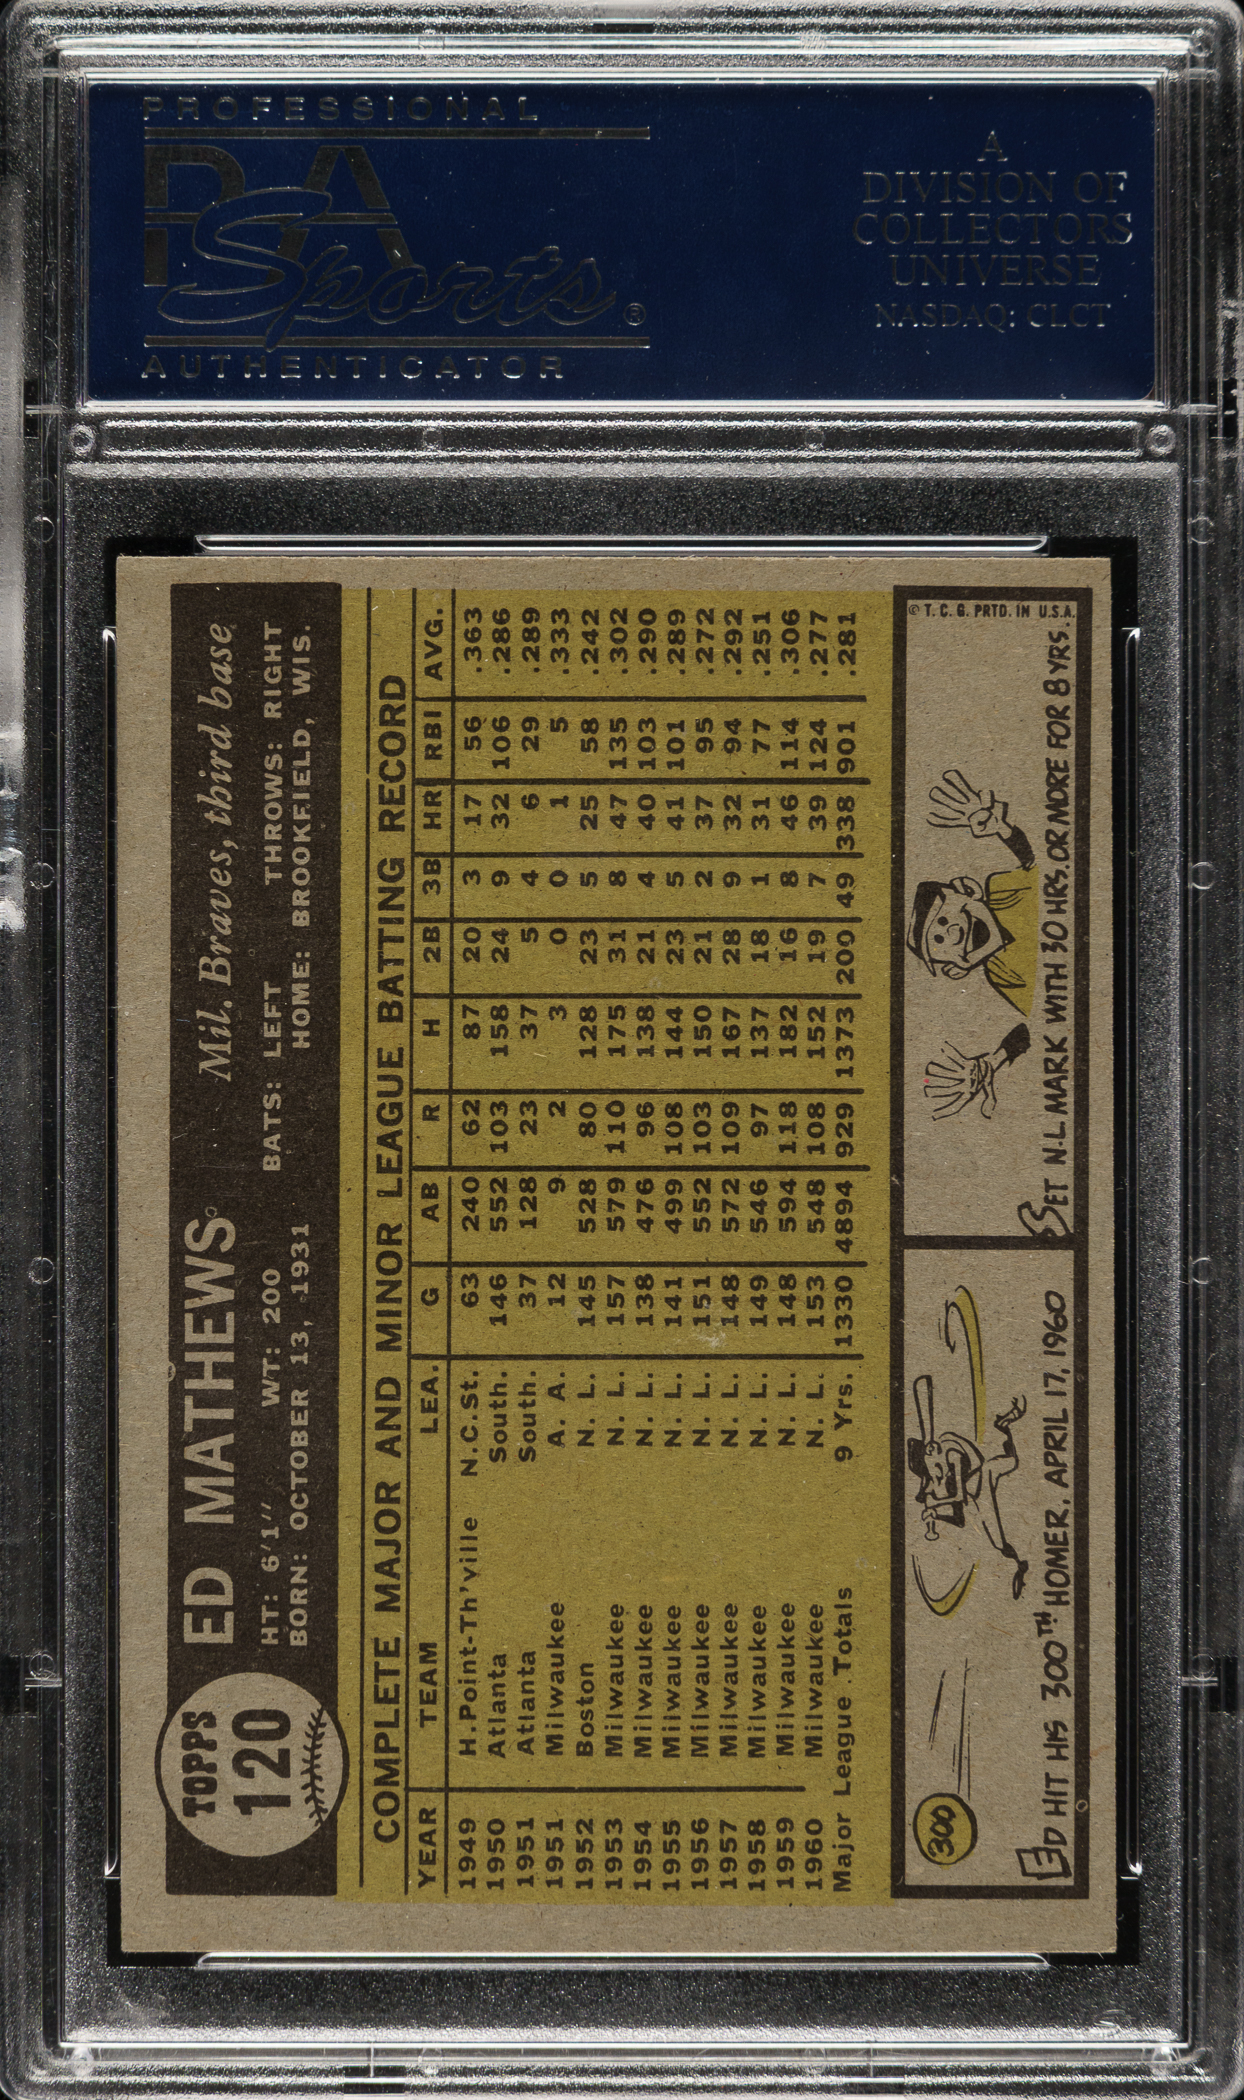 PROFESSIONAL
PSA
Sports®
AUTHENTICATOR
A
DIVISION OF
COLLECTORS
UNIVERSE
NASDAQ: CLCT
TOPPS
120
ED MATHEWS Mil. Braves, third base
HT: 6'1" WT: 200 BATS: LEFT THROWS: RIGHT
BORN: OCTOBER 13, 1931 HOME: BROOKFIELD, WIS.
COMPLETE MAJOR AND MINOR LEAGUE BATTING RECORD
YEAR TEAM LEA. G AB R H 2B 3B HR RBI AVG.
1949 H.Point-Th'ville N.C.St. 63 240 62 87 20 3 17 56 .363
1950 Atlanta South. 146 552 103 158 24 9 32 106 .286
1951 Atlanta South. 37 128 23 37 5 4 6 29 .289
1951 Milwaukee A. A. 12 9 2 3 0 0 1 5 .333
1952 Boston N. L. 145 528 80 128 23 5 25 58 .242
1953 Milwaukee N. L. 157 579 110 175 31 8 47 135 .302
1954 Milwaukee N. L. 138 476 96 138 21 4 40 103 .290
1955 Milwaukee N. L. 141 499 108 144 23 5 41 101 .289
1956 Milwaukee N. L. 151 552 103 150 21 2 37 95 .272
1957 Milwaukee N. L. 148 572 109 167 28 9 32 94 .292
1958 Milwaukee N. L. 149 546 97 137 18 1 31 77 .251
1959 Milwaukee N. L. 148 594 118 182 16 8 46 114 .306
1960 Milwaukee N. L. 153 548 108 152 19 7 39 124 .277
Major League Totals 9 Yrs. 1330 4894 929 1373 200 49 338 901 .281
300
ED HIT HIS 300TH HOMER, APRIL 17, 1960
© T. C. G. PRTD. IN U.S.A.
SET N.L. MARK WITH 30 HRS. OR MORE FOR 8 YRS.